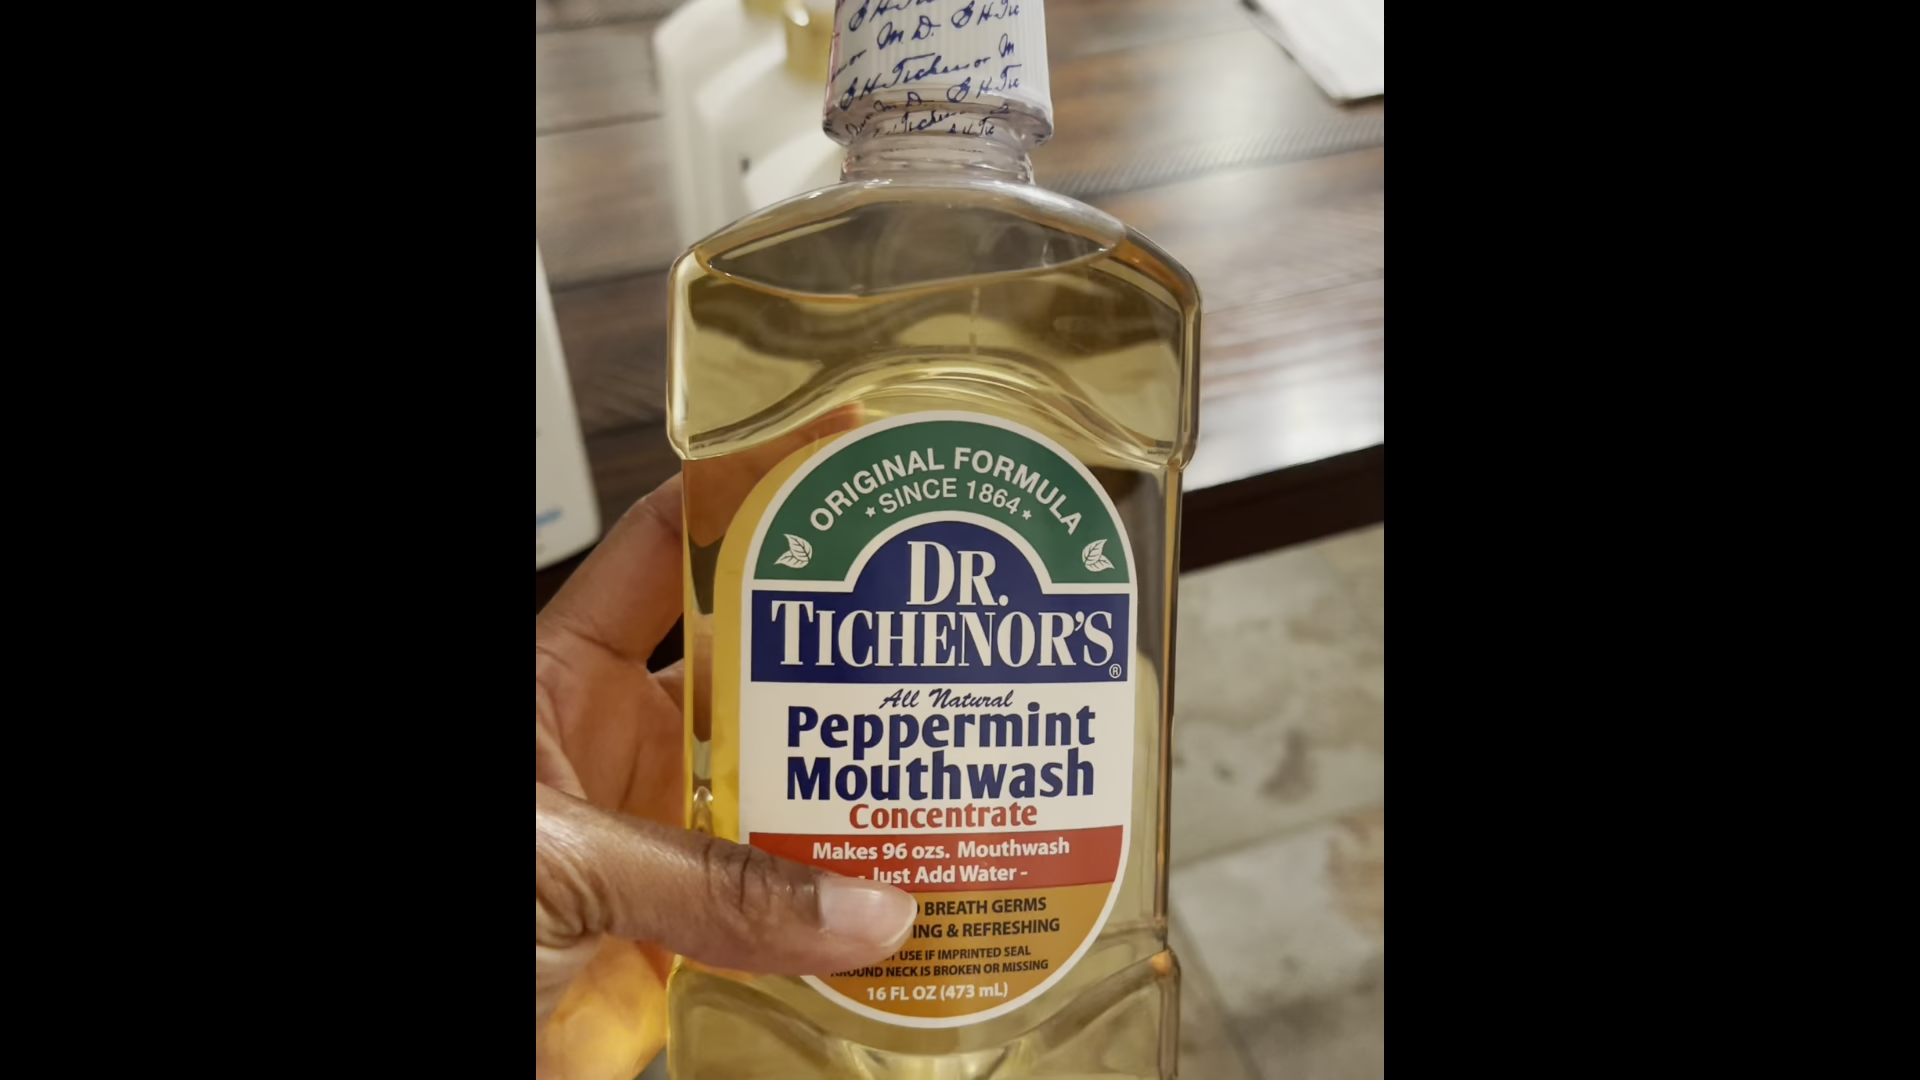 ORIGINAL FORMULA
SINCE 1864
DR.
TICHENOR'S®
All Natural
Peppermint
Mouthwash
Concentrate
Makes 96 ozs. Mouthwash
- Just Add Water -
BREATH GERMS
& REFRESHING
USE IF IMPRINTED SEAL
AROUND NECK IS BROKEN OR MISSING
16 FL OZ (473 mL)